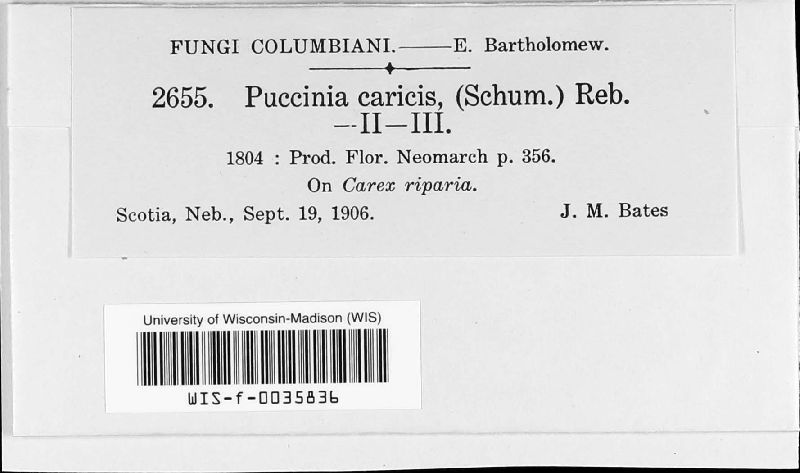 FUNGI COLUMBIANI.——E. Bartholomew.
2655. Puccinia caricis, (Schum.) Reb.
—II—III.
1804 : Prod. Flor. Neomarch p. 356.
On Carex riparia.
Scotia, Neb., Sept. 19, 1906. J. M. Bates
University of Wisconsin-Madison (WIS)
WIS-f-0035836